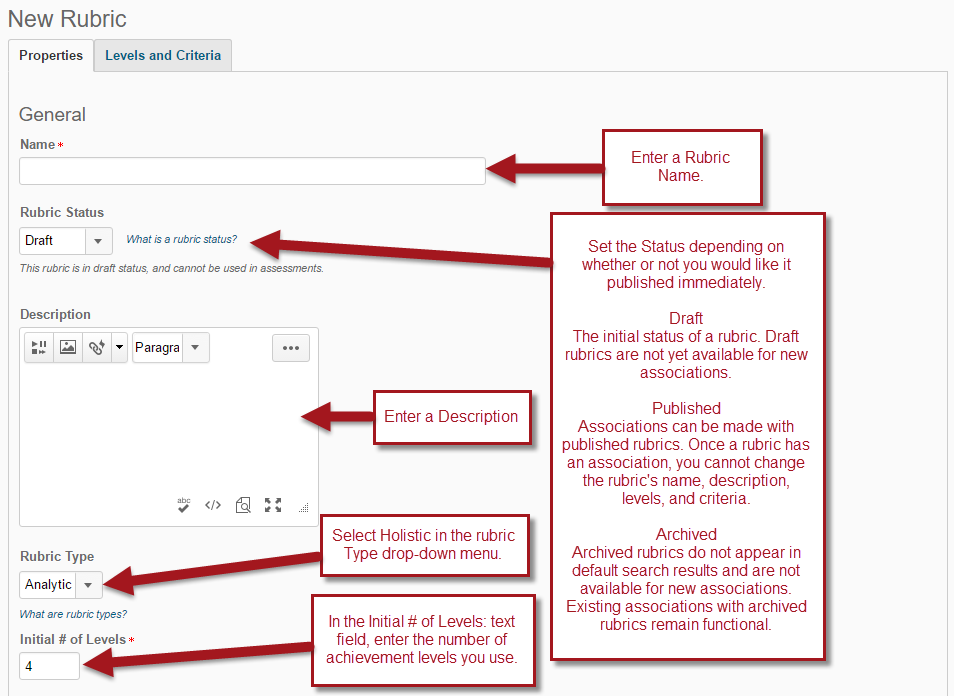 New Rubric
Properties
Levels and Criteria
General
Name *
Enter a Rubric
Name.
Rubric Status
Draft
What is a rubric status?
This rubric is in draft status, and cannot be used in assessments.
Set the Status depending on
whether or not you would like it
published immediately.
Draft
The initial status of a rubric. Draft
rubrics are not yet available for new
associations.
Published
Associations can be made with
published rubrics. Once a rubric has
an association, you cannot change
the rubric's name, description,
levels, and criteria.
Archived
Archived rubrics do not appear in
default search results and are not
available for new associations.
Existing associations with archived
rubrics remain functional.
Description
Paragra
Enter a Description
abc
Rubric Type
Analytic
What are rubric types?
Select Holistic in the rubric
Type drop-down menu.
Initial # of Levels *
4
In the Initial # of Levels: text
field, enter the number of
achievement levels you use.